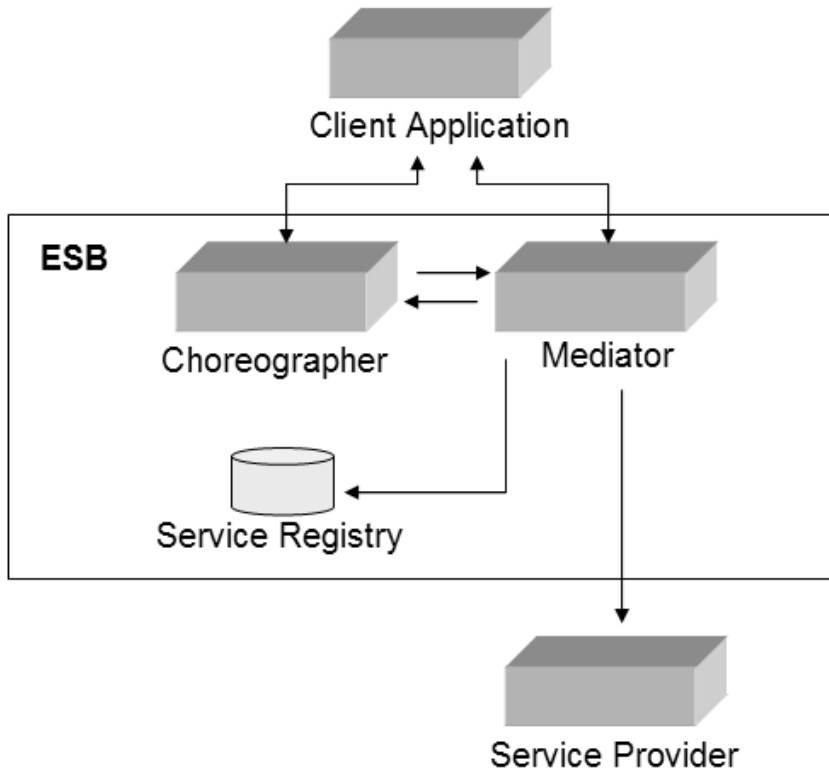 Client Application
ESB
Choreographer
Mediator
Service Registry
Service Provider